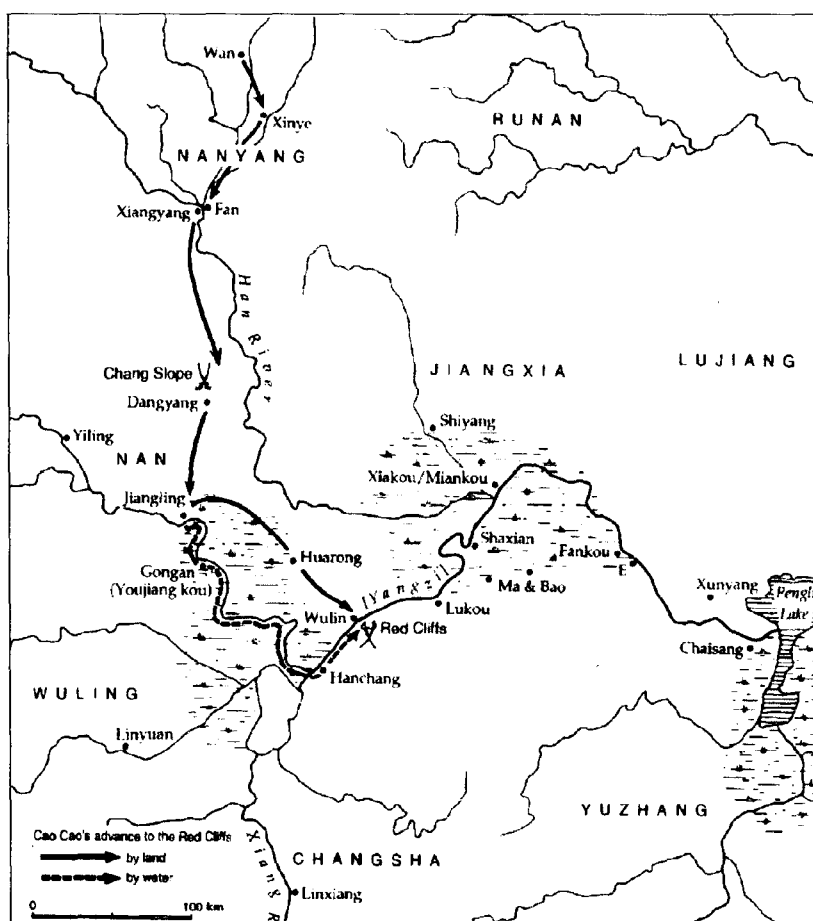 Wan
Xinye
RUNAN
NANYANG
Xiangyang
Fan
Han River
Chang Slope
JIANGXIA
LUJIANG
Dangyang
Shiyang
Yiling
NAN
Xiakou/Miankou
Jiangling
Shaxian
Fankou
Huarong
E
Gongan
(Youjiang kou)
Ma & Bao
Xunyang
Lukou
Wulin
Red Cliffs
Lake
Chaisang
Hanchang
WULING
Linyuan
YUZHANG
Cao Cao's advance to the Red Cliffs
by land
by water
CHANGSHA
Xiang R
Linxiang
0
100 km